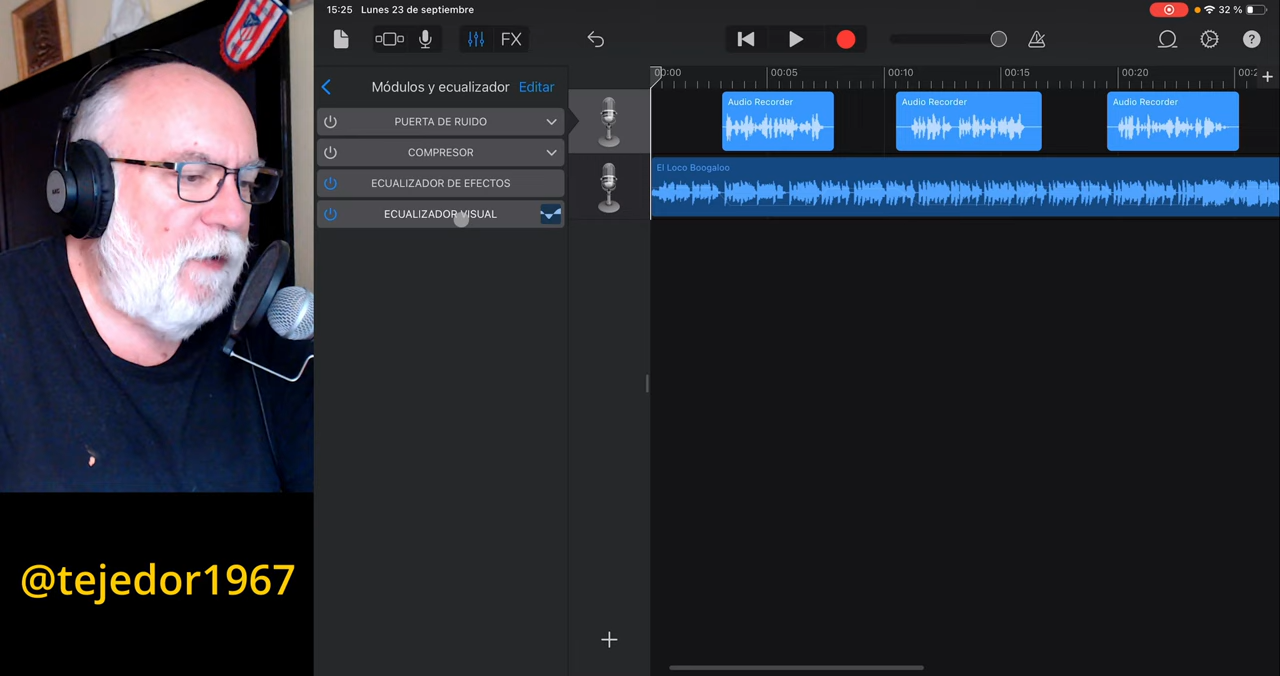 15:25 Lunes 23 de septiembre
32 %
FX
Módulos y ecualizador Editar
PUERTA DE RUIDO
COMPRESOR
ECUALIZADOR DE EFECTOS
ECUALIZADOR VISUAL
00:00 00:05 00:10 00:15 00:20 00:2
Audio Recorder Audio Recorder Audio Recorder
El Loco Boogaloo
@tejedor1967